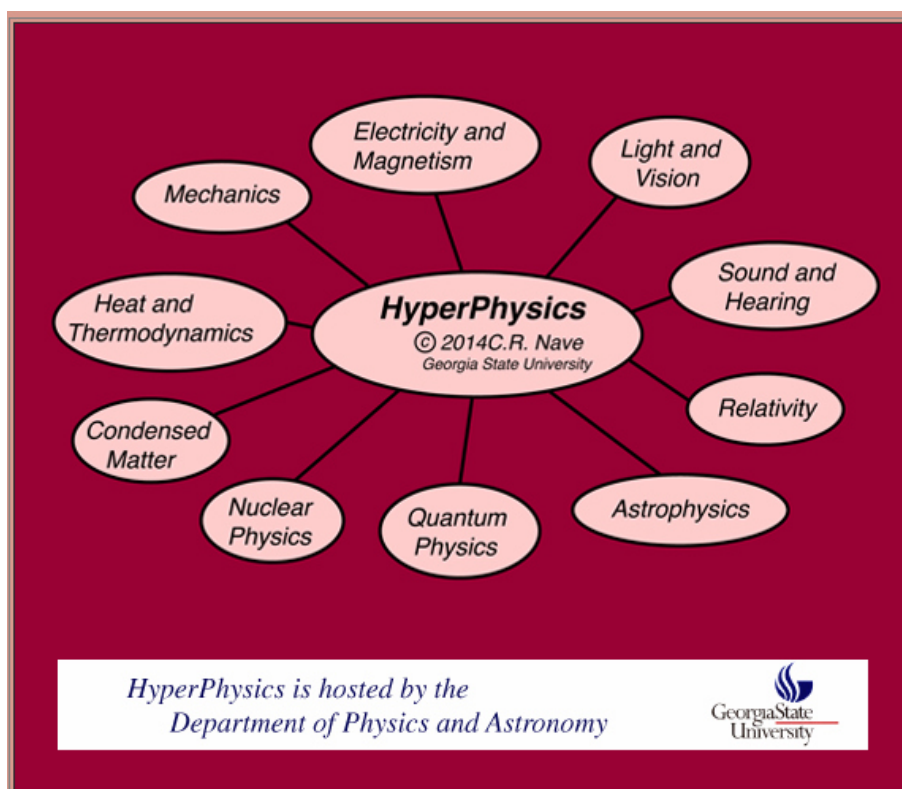 Electricity and
Magnetism
Light and
Vision
Mechanics
Sound and
Hearing
Heat and
Thermodynamics
HyperPhysics
© 2014C.R. Nave
Georgia State University
Relativity
Condensed
Matter
Nuclear
Physics
Quantum
Physics
Astrophysics
HyperPhysics is hosted by the
Department of Physics and Astronomy
GeorgiaState
University